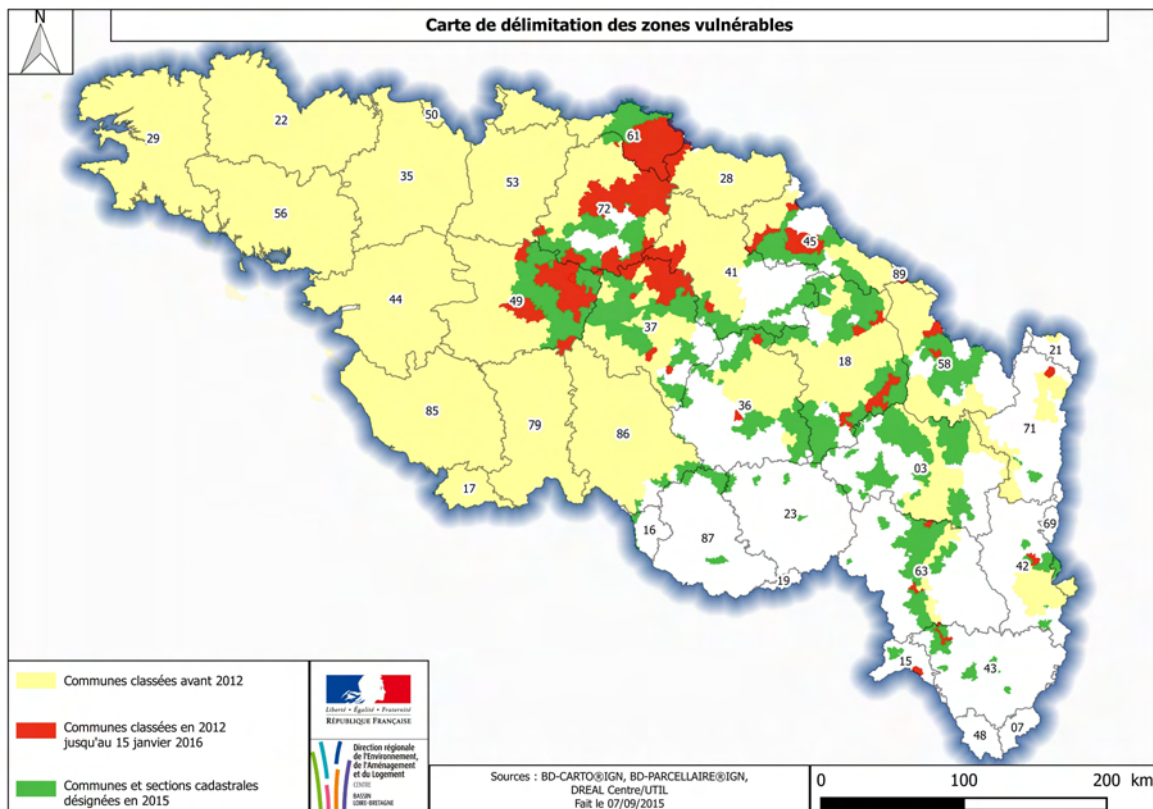 N
Carte de délimitation des zones vulnérables
50
22
61
29
28
35
53
72
56
45
41
89
44
49
37
21
18
58
36
85
71
79
86
03
17
23
69
16
87
42
63
19
15
43
48
07
Communes classées avant 2012
Communes classées en 2012
jusqu'au 15 janvier 2016
Communes et sections cadastrales
désignées en 2015
Liberté • Égalité • Fraternité
RÉPUBLIQUE FRANÇAISE
Direction régionale
de l'Environnement,
de l'Aménagement
et du Logement
CENTRE
BASSIN
LOIRE-BRETAGNE
Sources : BD-CARTO®IGN, BD-PARCELLAIRE®IGN,
DREAL Centre/UTIL
Fait le 07/09/2015
0 100 200 km